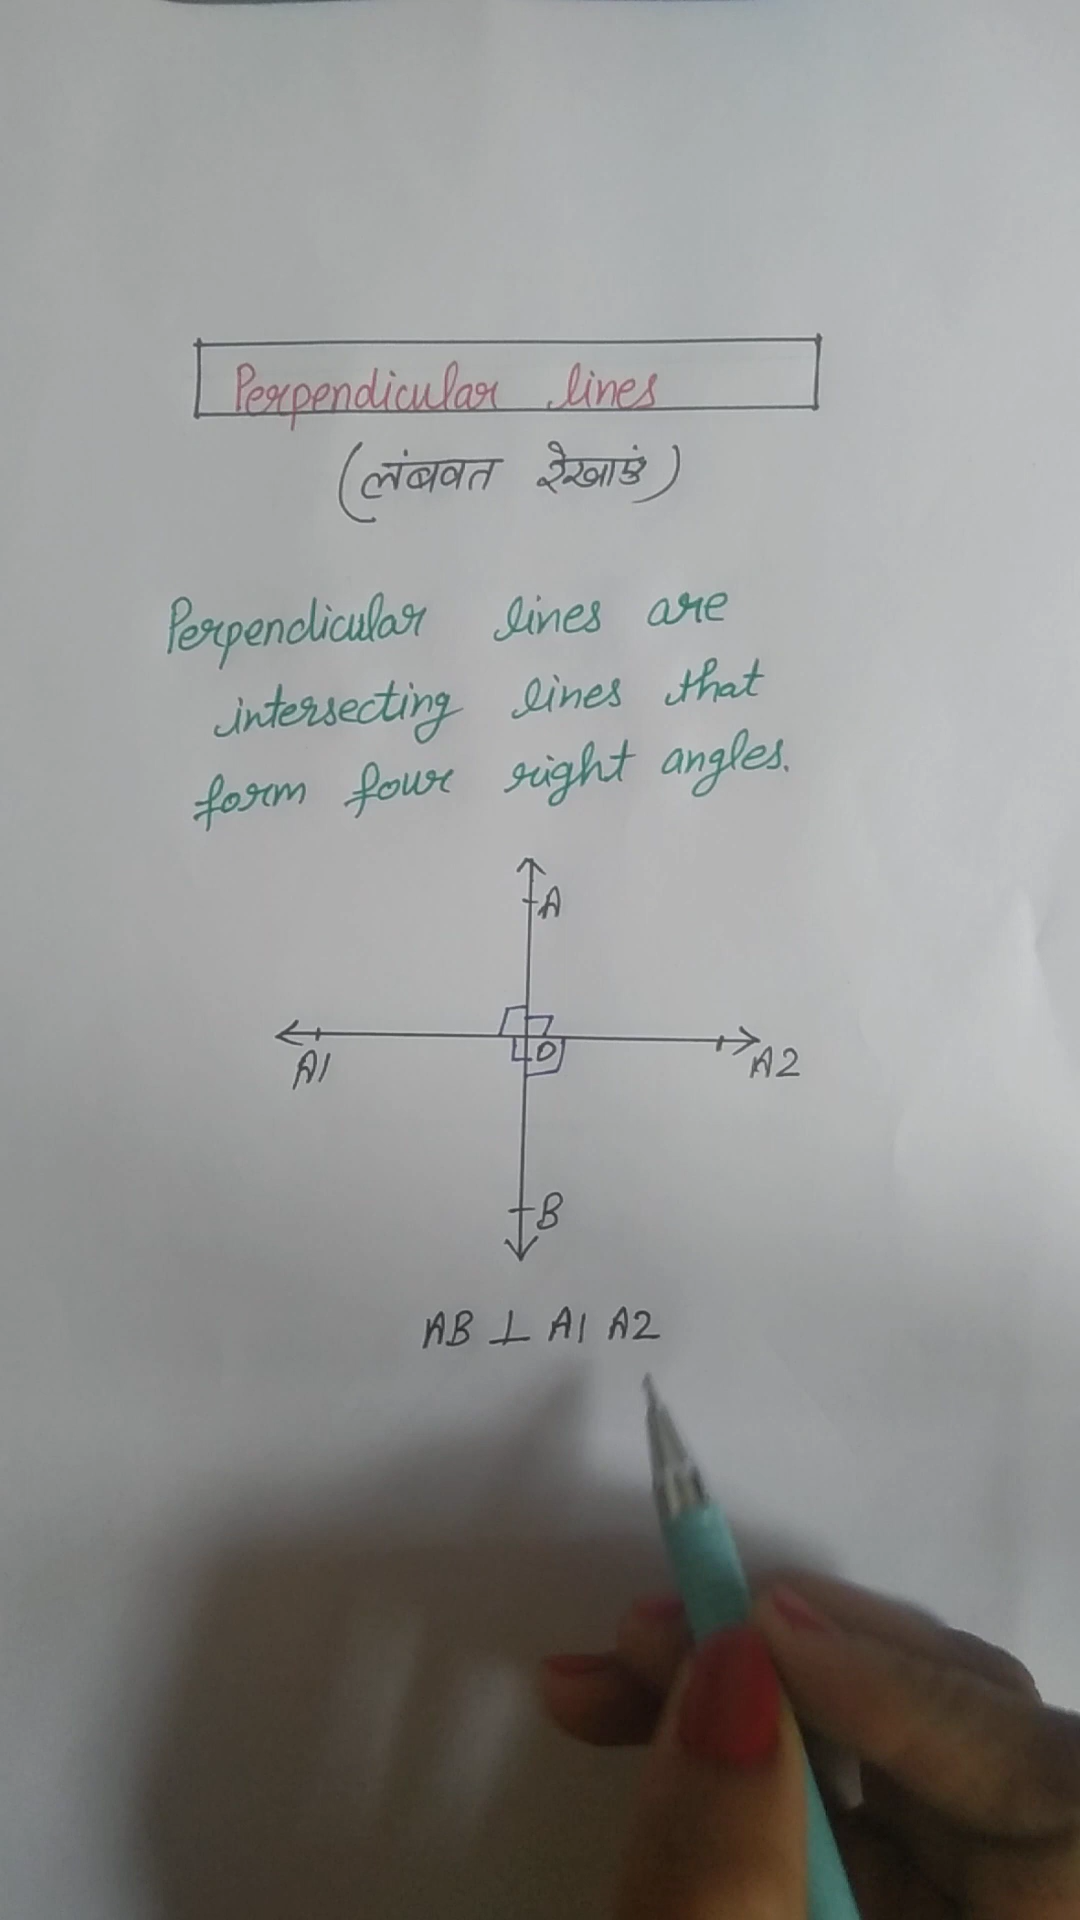 Perpendicular lines
(लंबवत रेखाएं)
Perpendicular lines are
intersecting lines that
form four right angles.
A
A1
O
A2
B
AB ⊥ A1 A2